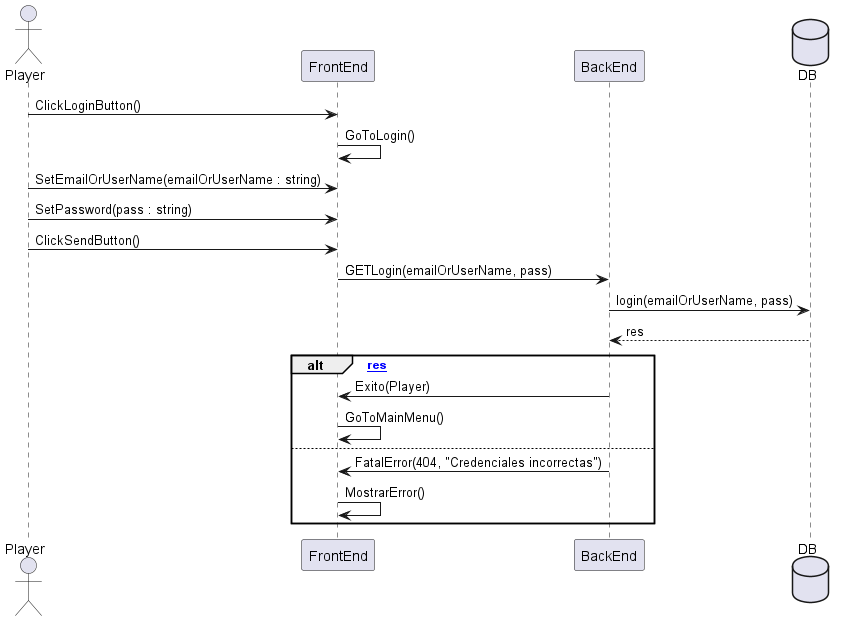 Player
FrontEnd
BackEnd
DB
ClickLoginButton()
GoToLogin()
SetEmailOrUserName(emailOrUserName : string)
SetPassword(pass : string)
ClickSendButton()
GETLogin(emailOrUserName, pass)
login(emailOrUserName, pass)
res
alt
res
Exito(Player)
GoToMainMenu()
FatalError(404, "Credenciales incorrectas")
MostrarError()
Player
FrontEnd
BackEnd
DB